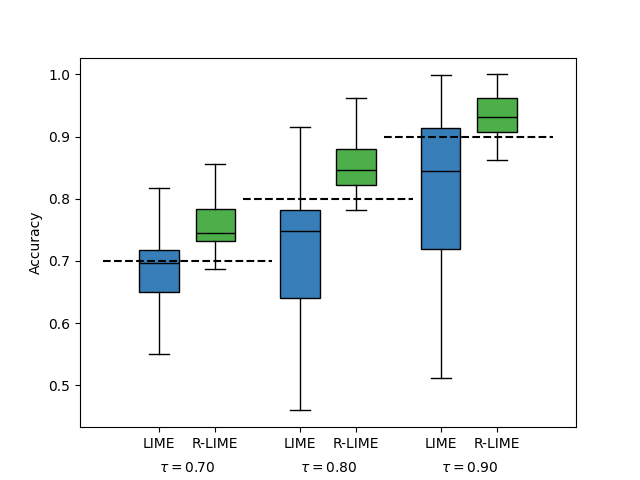 1.0
0.9
0.8
0.7
0.6
0.5
Accuracy
LIME R-LIME LIME R-LIME LIME R-LIME
τ = 0.70 τ = 0.80 τ = 0.90